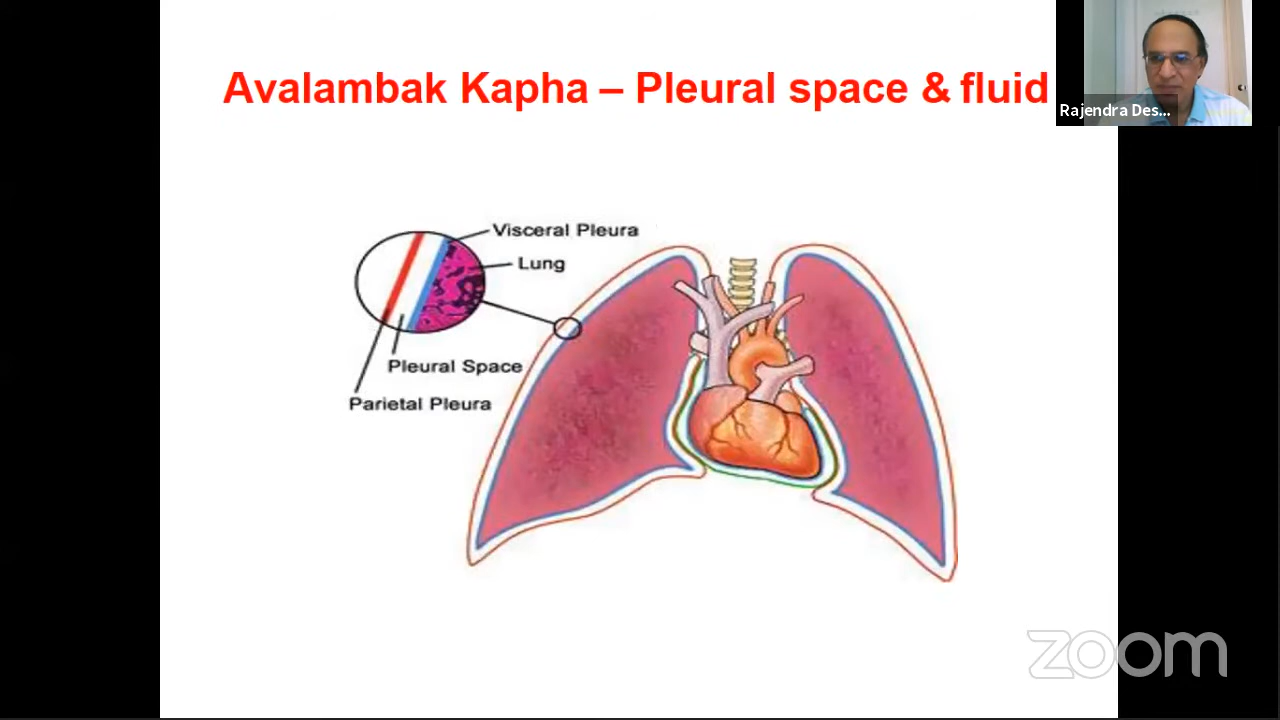 Avalambak Kapha – Pleural space & fluid
Rajendra Des...
Visceral Pleura
Lung
Pleural Space
Parietal Pleura
zoom